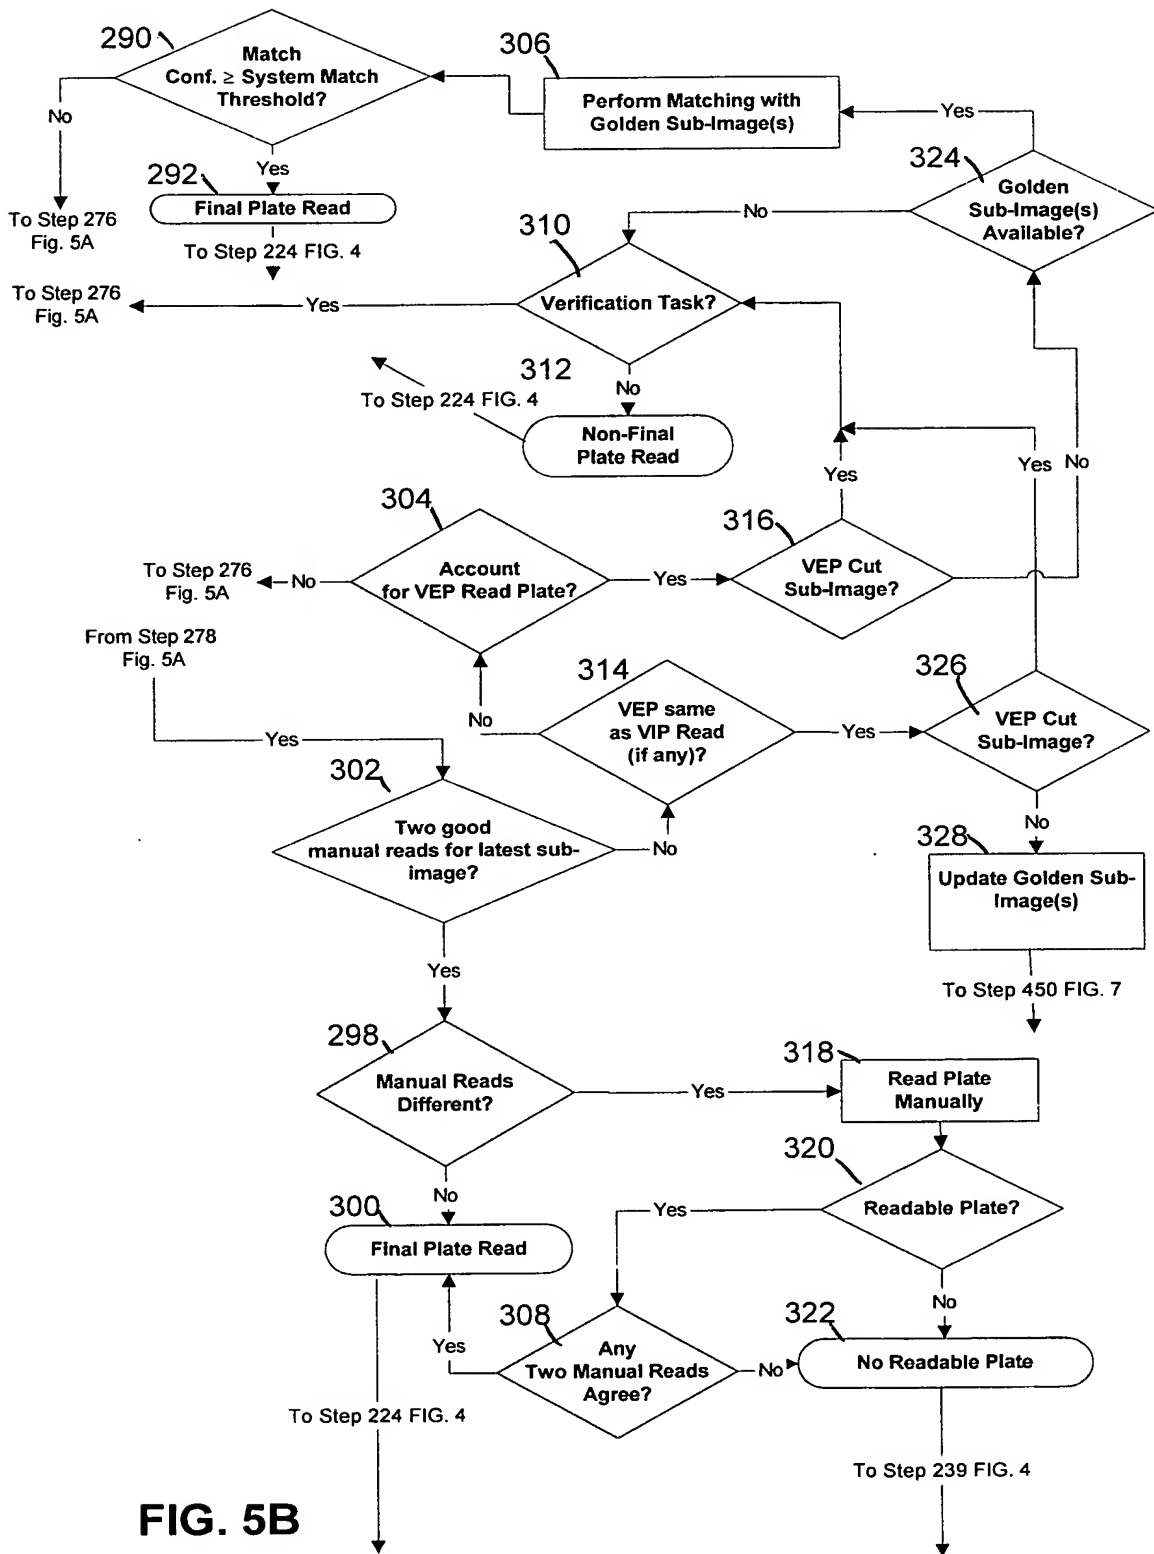 290
Match
Conf. ≥ System Match
Threshold?
306
Perform Matching with
Golden Sub-Image(s)
Yes
324
Golden
Sub-Image(s)
Available?
No
Yes
292
Final Plate Read
To Step 276
Fig. 5A
To Step 224 FIG. 4
No
310
Verification Task?
To Step 276
Fig. 5A
Yes
312
No
To Step 224 FIG. 4
Non-Final
Plate Read
Yes
Yes
No
304
Account
for VEP Read Plate?
316
VEP Cut
Sub-Image?
To Step 276
Fig. 5A
No
Yes
From Step 278
Fig. 5A
314
VEP same
as VIP Read
(if any)?
326
VEP Cut
Sub-Image?
No
Yes
Yes
302
Two good
manual reads for latest sub-
image?
No
No
328
Update Golden Sub-
Image(s)
Yes
To Step 450 FIG. 7
298
Manual Reads
Different?
Yes
318
Read Plate
Manually
320
Readable Plate?
No
Yes
300
Final Plate Read
No
308
Any
Two Manual Reads
Agree?
Yes
No
322
No Readable Plate
To Step 224 FIG. 4
To Step 239 FIG. 4
FIG. 5B